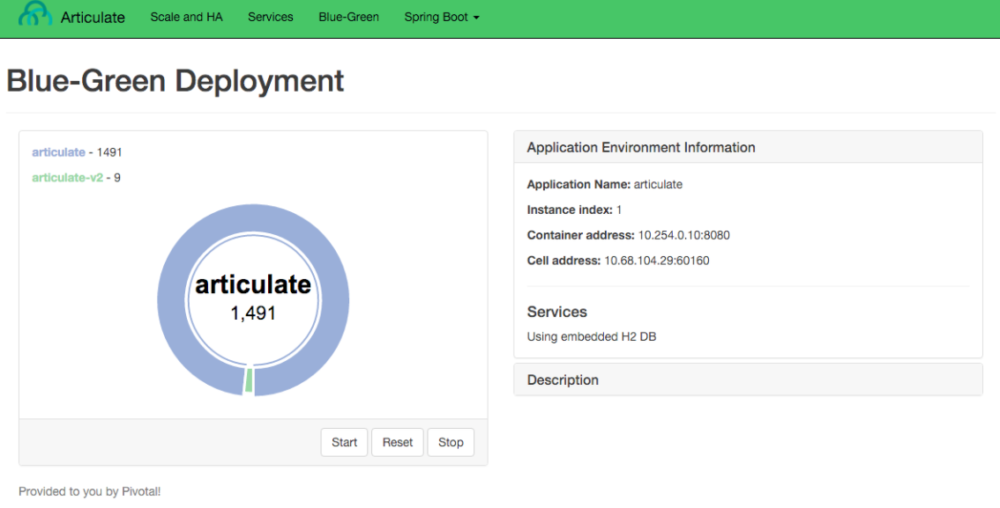 Articulate Scale and HA Services Blue-Green Spring Boot
Blue-Green Deployment
articulate - 1491
articulate-v2 - 9
articulate
1,491
Start Reset Stop
Application Environment Information
Application Name: articulate
Instance index: 1
Container address: 10.254.0.10:8080
Cell address: 10.68.104.29:60160
Services
Using embedded H2 DB
Description
Provided to you by Pivotal!